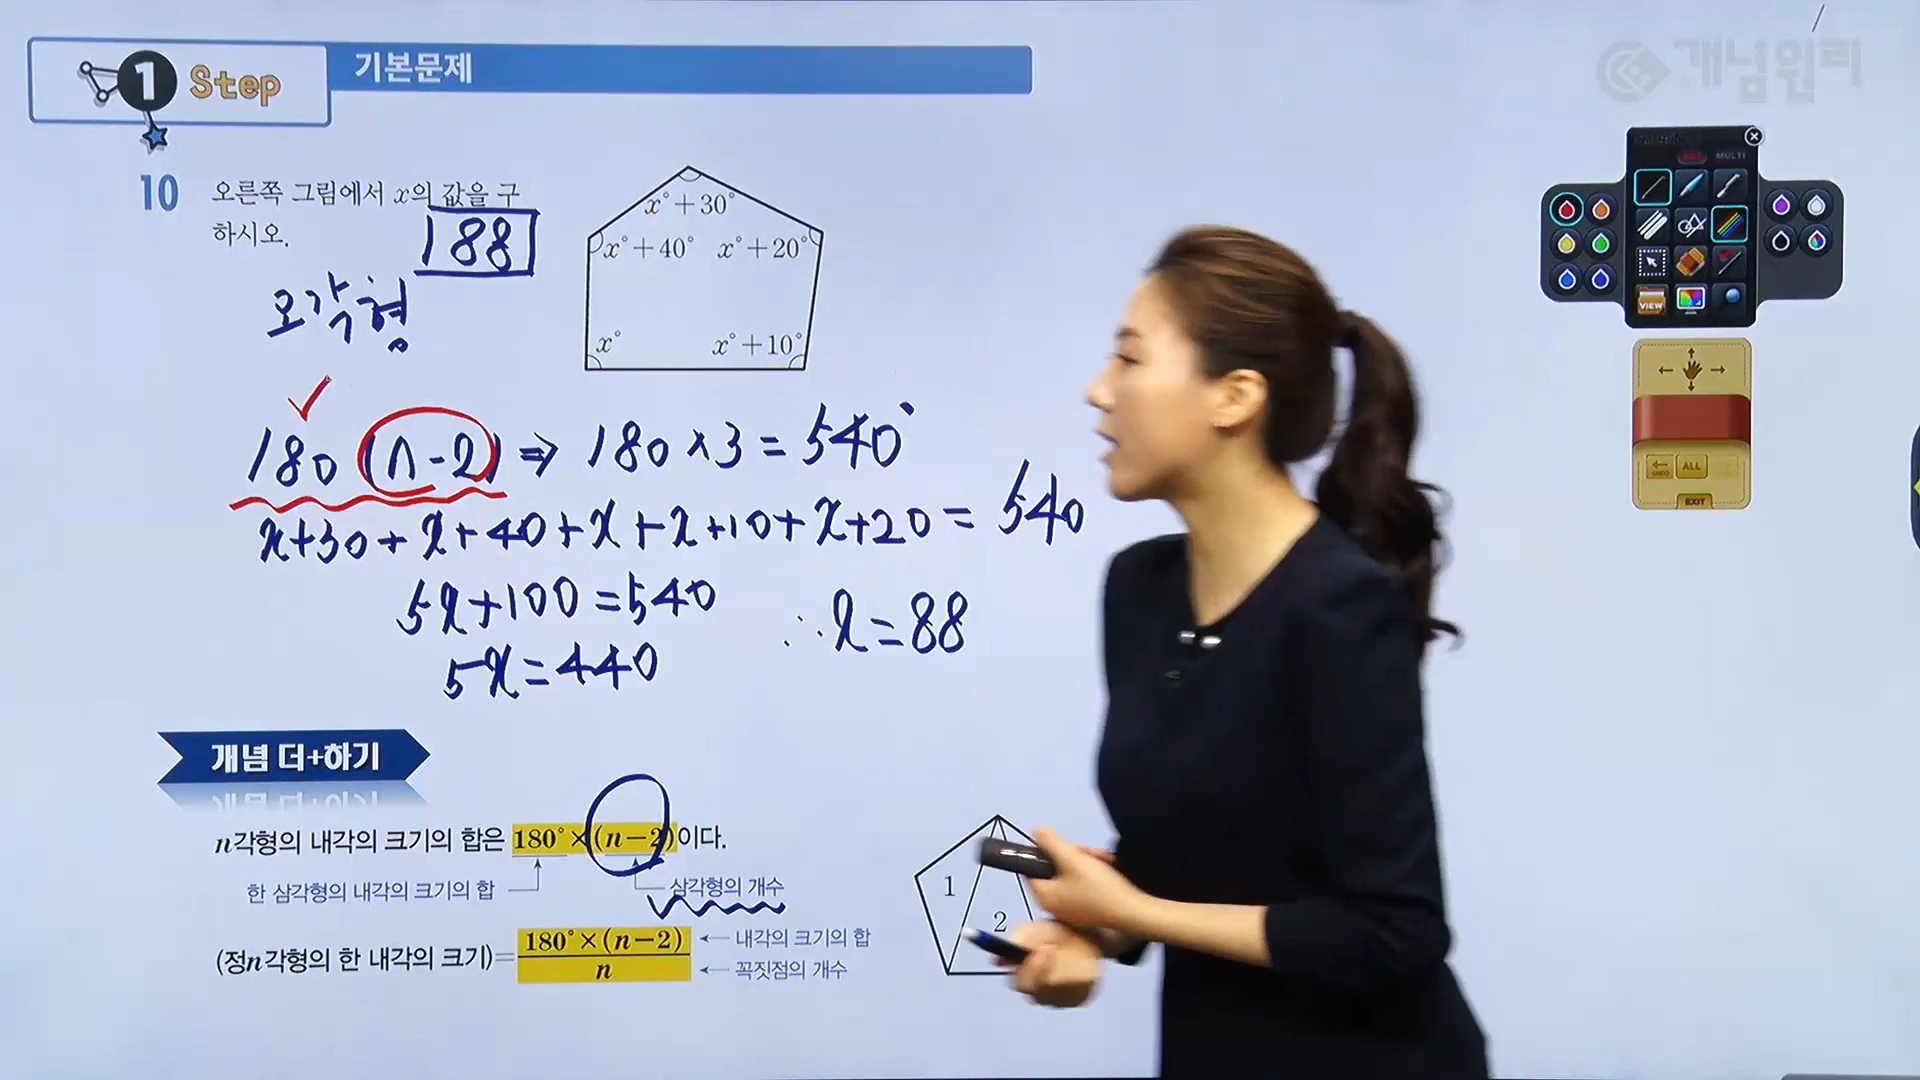 1 Step
기본문제
개념원리
10 오른쪽 그림에서 x의 값을 구
하시오.
188
오각형
x°+30°
x°+40° x°+20°
x° x°+10°
180(n-2) ⇒ 180×3=540°
x+30+x+40+x+x+10+x+20=540
5x+100=540
5x=440
∴x=88
개념 더+하기
n각형의 내각의 크기의 합은 180°×(n-2)이다.
한 삼각형의 내각의 크기의 합
삼각형의 개수
(정n각형의 한 내각의 크기)=180°×(n-2)
n
내각의 크기의 합
꼭짓점의 개수
1
2
MULTI
VIEW
UNDO
ALL
EXIT